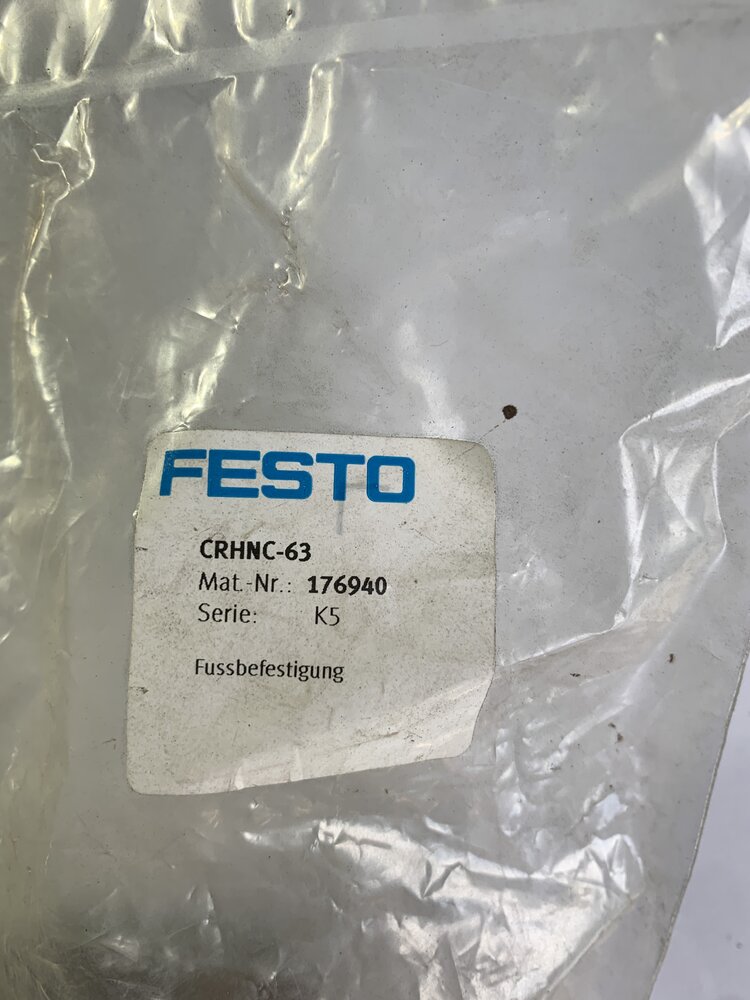 FESTO
CRHNC-63
Mat.-Nr.: 176940
Serie: K5
Fussbefestigung